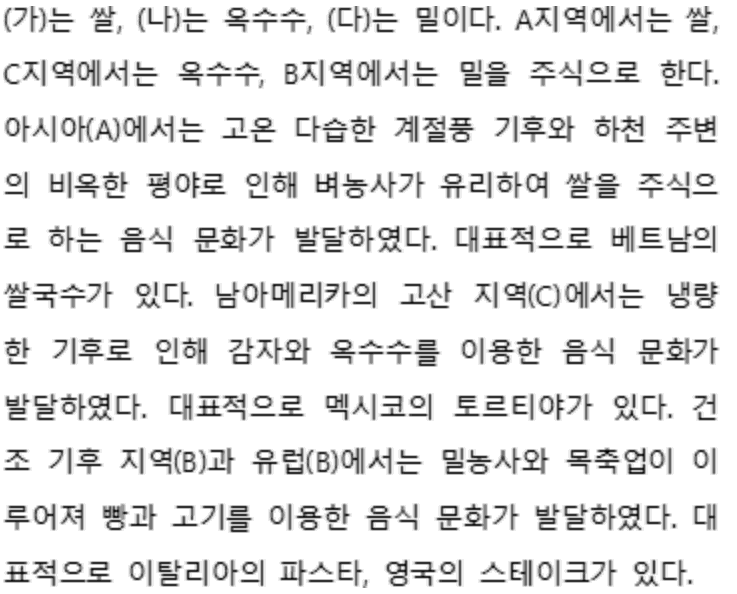 (가)는 쌀, (나)는 옥수수, (다)는 밀이다. A지역에서는 쌀,
C지역에서는 옥수수, B지역에서는 밀을 주식으로 한다.
아시아(A)에서는 고온 다습한 계절풍 기후와 하천 주변
의 비옥한 평야로 인해 벼농사가 유리하여 쌀을 주식으
로 하는 음식 문화가 발달하였다. 대표적으로 베트남의
쌀국수가 있다. 남아메리카의 고산 지역(C)에서는 냉량
한 기후로 인해 감자와 옥수수를 이용한 음식 문화가
발달하였다. 대표적으로 멕시코의 토르티야가 있다. 건
조 기후 지역(B)과 유럽(B)에서는 밀농사와 목축업이 이
루어져 빵과 고기를 이용한 음식 문화가 발달하였다. 대
표적으로 이탈리아의 파스타, 영국의 스테이크가 있다.